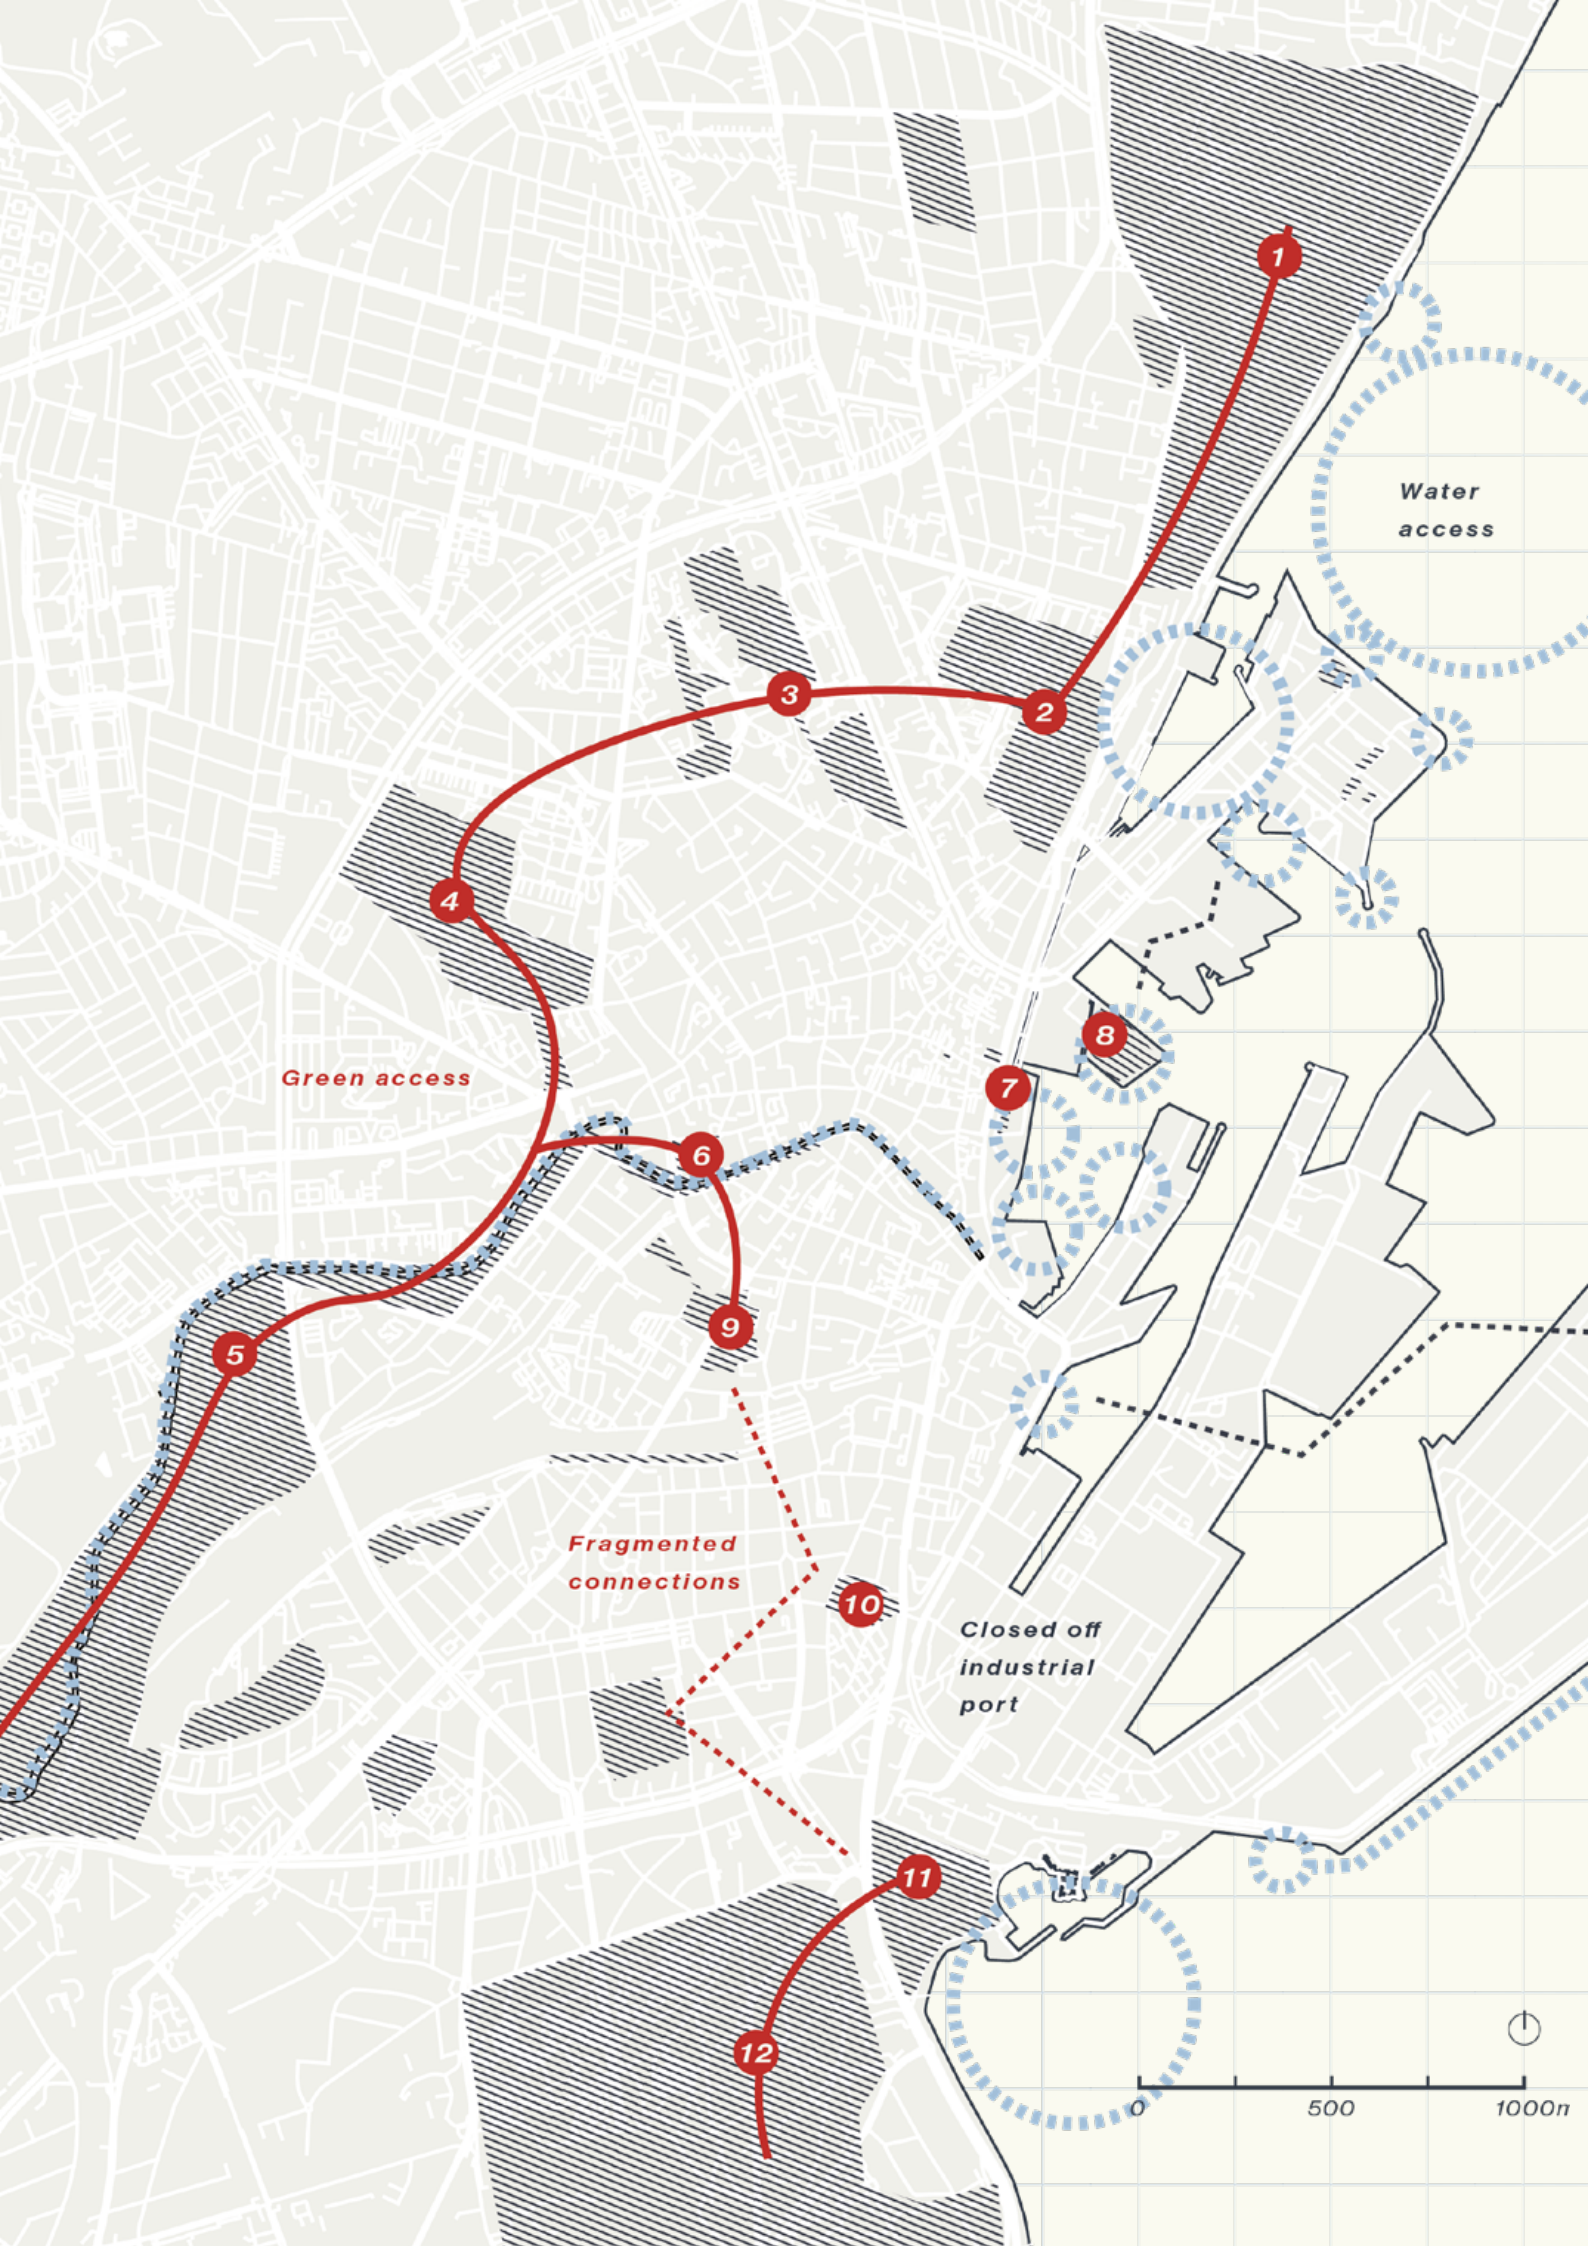 1
Water
access
3
2
4
8
Green access
7
6
9
5
Fragmented
connections
10
Closed off
industrial
port
11
12
0 500 1000m